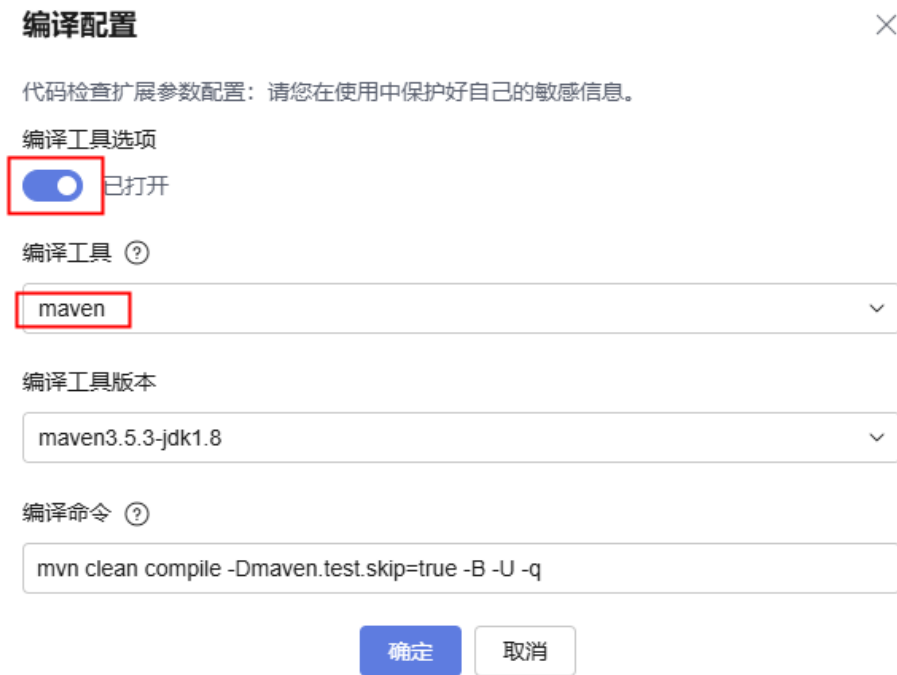 编译配置
代码检查扩展参数配置：请您在使用中保护好自己的敏感信息。
编译工具选项
已打开
编译工具
maven
编译工具版本
maven3.5.3-jdk1.8
编译命令
mvn clean compile -Dmaven.test.skip=true -B -U -q
确定 取消